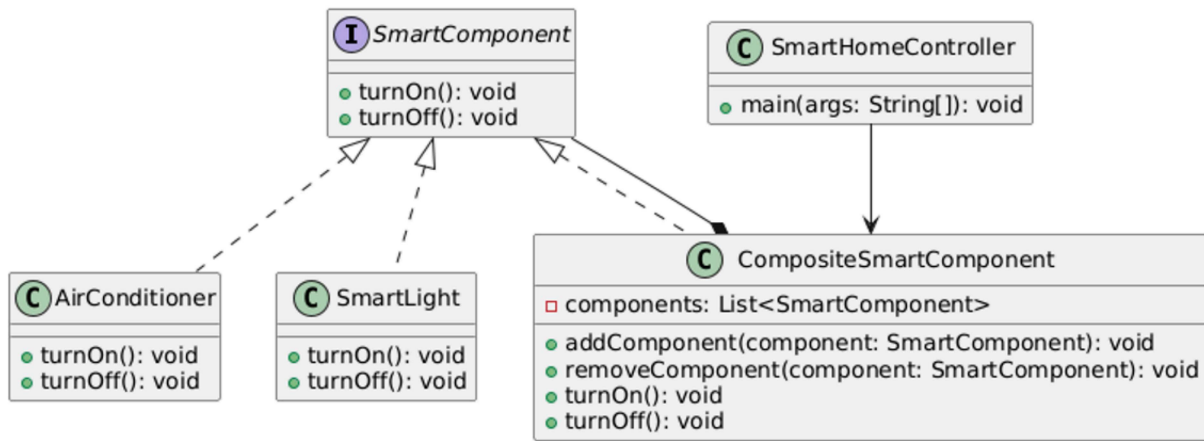 I SmartComponent
turnOn(): void
turnOff(): void
C SmartHomeController
main(args: String[]): void
C AirConditioner
turnOn(): void
turnOff(): void
C SmartLight
turnOn(): void
turnOff(): void
C CompositeSmartComponent
components: List<SmartComponent>
addComponent(component: SmartComponent): void
removeComponent(component: SmartComponent): void
turnOn(): void
turnOff(): void